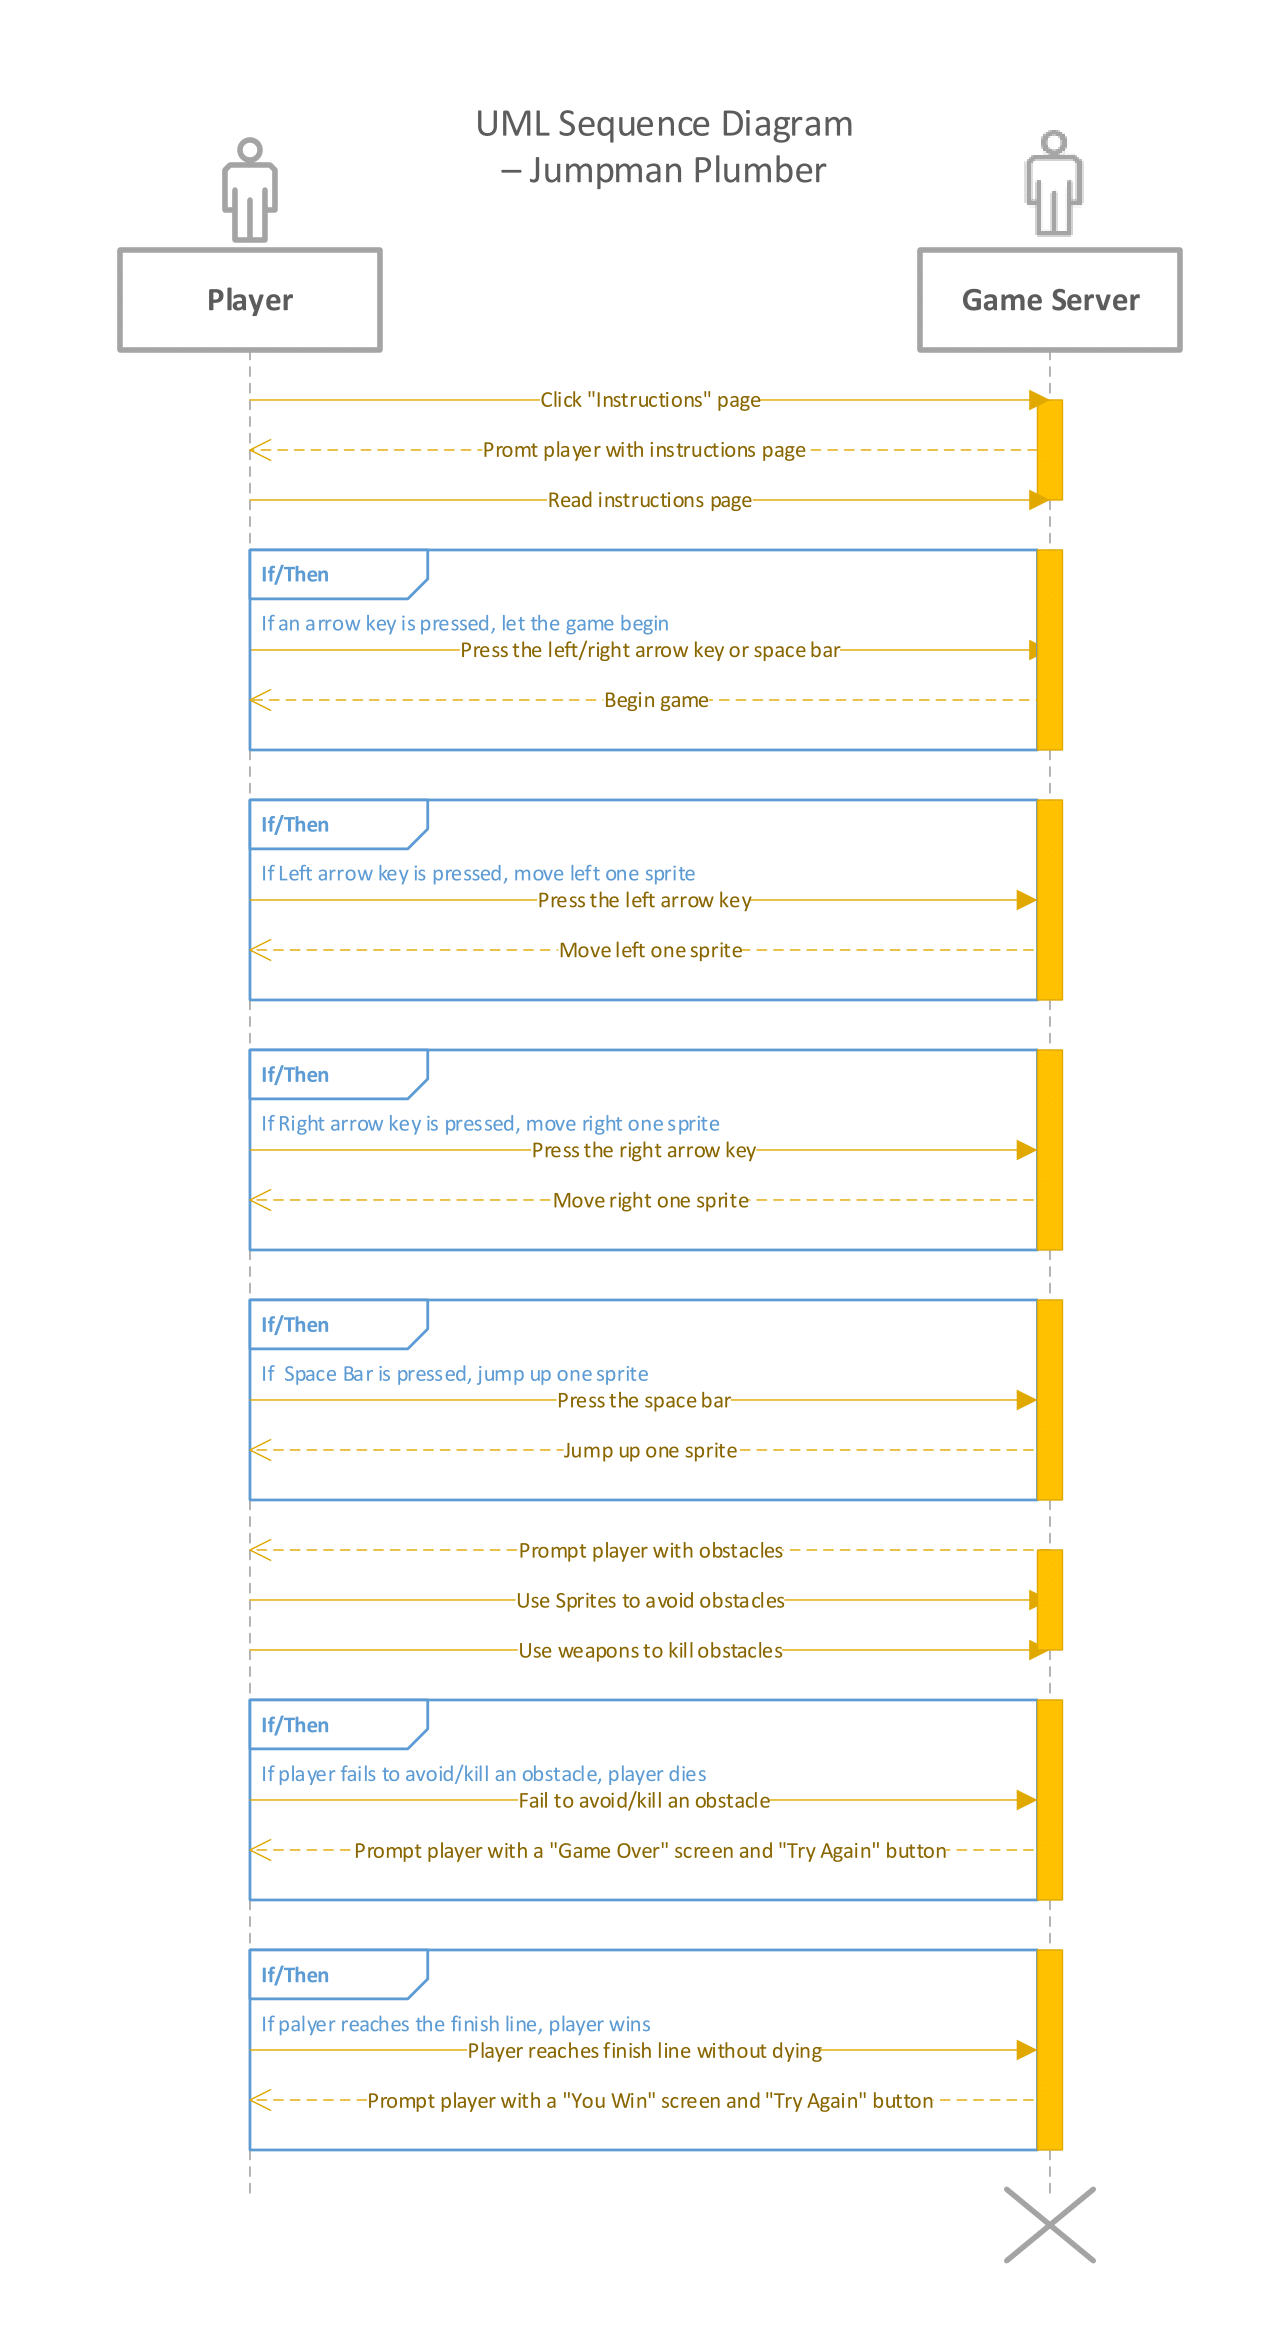 UML Sequence Diagram
– Jumpman Plumber
Player
Game Server
Click "Instructions" page
Promt player with instructions page
Read instructions page
If/Then
If an arrow key is pressed, let the game begin
Press the left/right arrow key or space bar
Begin game
If/Then
If Left arrow key is pressed, move left one sprite
Press the left arrow key
Move left one sprite
If/Then
If Right arrow key is pressed, move right one sprite
Press the right arrow key
Move right one sprite
If/Then
If  Space Bar is pressed, jump up one sprite
Press the space bar
Jump up one sprite
Prompt player with obstacles
Use Sprites to avoid obstacles
Use weapons to kill obstacles
If/Then
If player fails to avoid/kill an obstacle, player dies
Fail to avoid/kill an obstacle
Prompt player with a "Game Over" screen and "Try Again" button
If/Then
If palyer reaches the finish line, player wins
Player reaches finish line without dying
Prompt player with a "You Win" screen and "Try Again" button